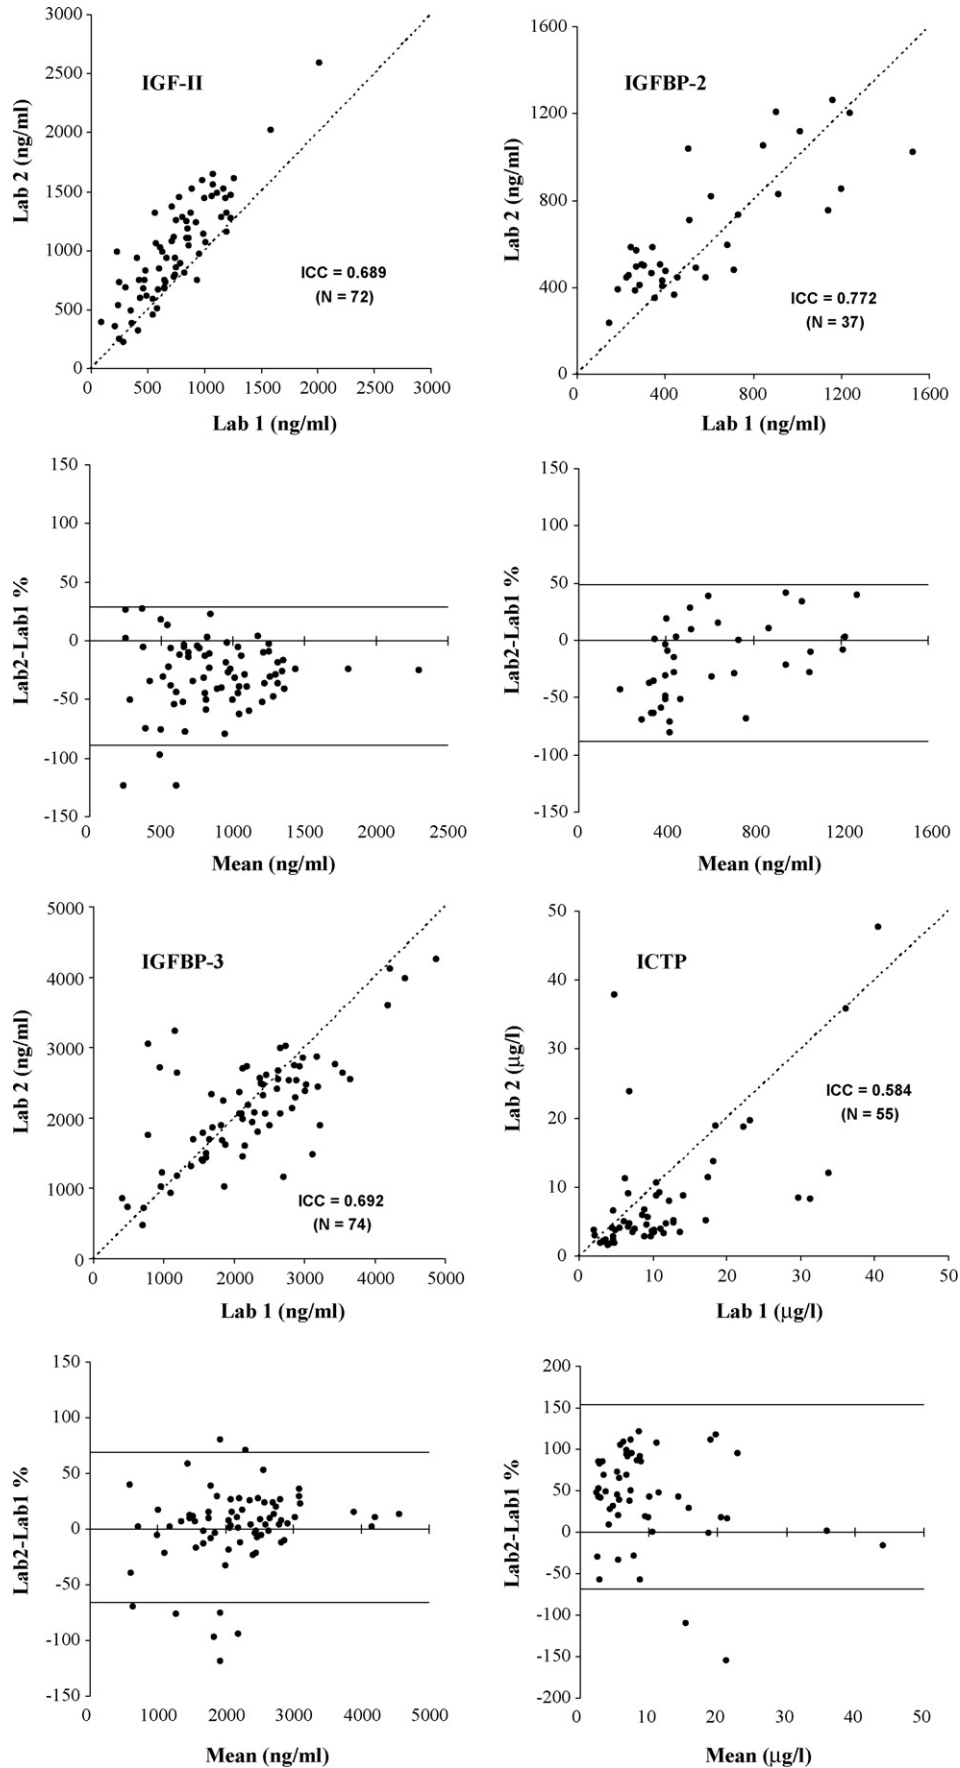 3000
2500
2000
1500
1000
500
0
Lab 2 (ng/ml)
IGF-II
ICC = 0.689
(N = 72)
0 500 1000 1500 2000 2500 3000
Lab 1 (ng/ml)
1600
1200
800
400
0
Lab 2 (ng/ml)
IGFBP-2
ICC = 0.772
(N = 37)
0 400 800 1200 1600
Lab 1 (ng/ml)
150
100
50
0
-50
-100
-150
Lab2-Lab1 %
0 500 1000 1500 2000 2500
Mean (ng/ml)
150
100
50
0
-50
-100
-150
Lab2-Lab1 %
0 400 800 1200 1600
Mean (ng/ml)
5000
4000
3000
2000
1000
0
Lab 2 (ng/ml)
IGFBP-3
ICC = 0.692
(N = 74)
0 1000 2000 3000 4000 5000
Lab 1 (ng/ml)
50
40
30
20
10
0
Lab 2 (μg/l)
ICTP
ICC = 0.584
(N = 55)
0 10 20 30 40 50
Lab 1 (μg/l)
150
100
50
0
-50
-100
-150
Lab2-Lab1 %
0 1000 2000 3000 4000 5000
Mean (ng/ml)
200
150
100
50
0
-50
-100
-150
-200
Lab2-Lab1 %
0 10 20 30 40 50
Mean (μg/l)